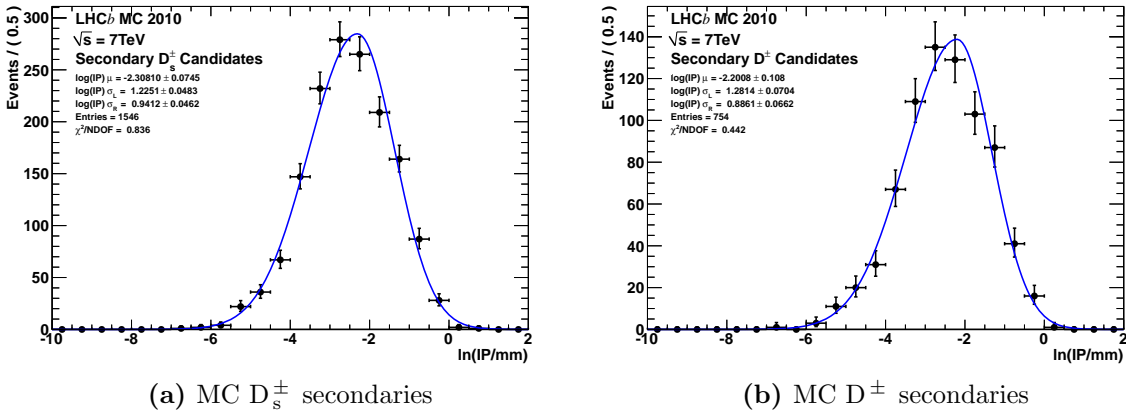 LHCb MC 2010
√s = 7TeV
Secondary D±s Candidates
log(IP) μ = -2.30810 ± 0.0745
log(IP) σL = 1.2251 ± 0.0483
log(IP) σR = 0.9412 ± 0.0462
Entries = 1546
χ²/NDOF = 0.836
Events / ( 0.5 )
300
250
200
150
100
50
0
-10 -8 -6 -4 -2 0 2
ln(IP/mm)
(a) MC D±s secondaries
LHCb MC 2010
√s = 7TeV
Secondary D± Candidates
log(IP) μ = -2.2008 ± 0.108
log(IP) σL = 1.2814 ± 0.0704
log(IP) σR = 0.8861 ± 0.0662
Entries = 754
χ²/NDOF = 0.442
Events / ( 0.5 )
140
120
100
80
60
40
20
0
-10 -8 -6 -4 -2 0 2
ln(IP/mm)
(b) MC D± secondaries